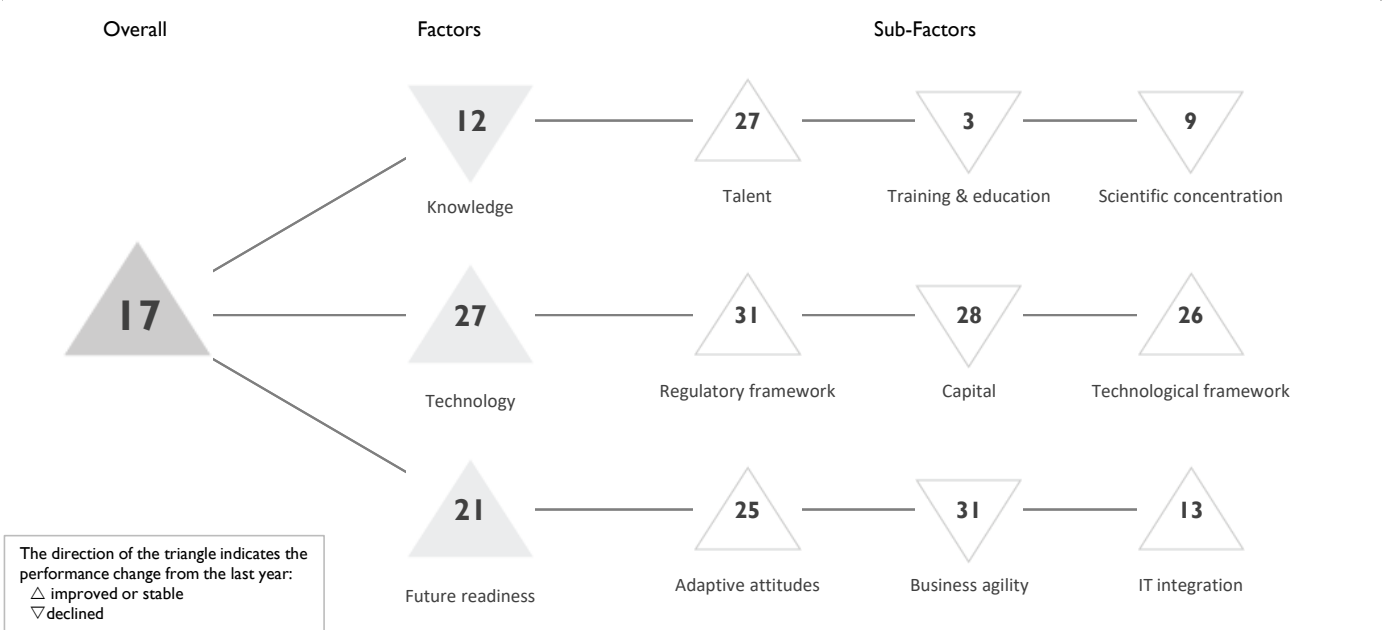 Overall
Factors
Sub-Factors
12
27
3
9
Knowledge
Talent
Training & education
Scientific concentration
17
27
31
28
26
Technology
Regulatory framework
Capital
Technological framework
21
25
31
13
Future readiness
Adaptive attitudes
Business agility
IT integration
The direction of the triangle indicates the
performance change from the last year:
△ improved or stable
▽ declined